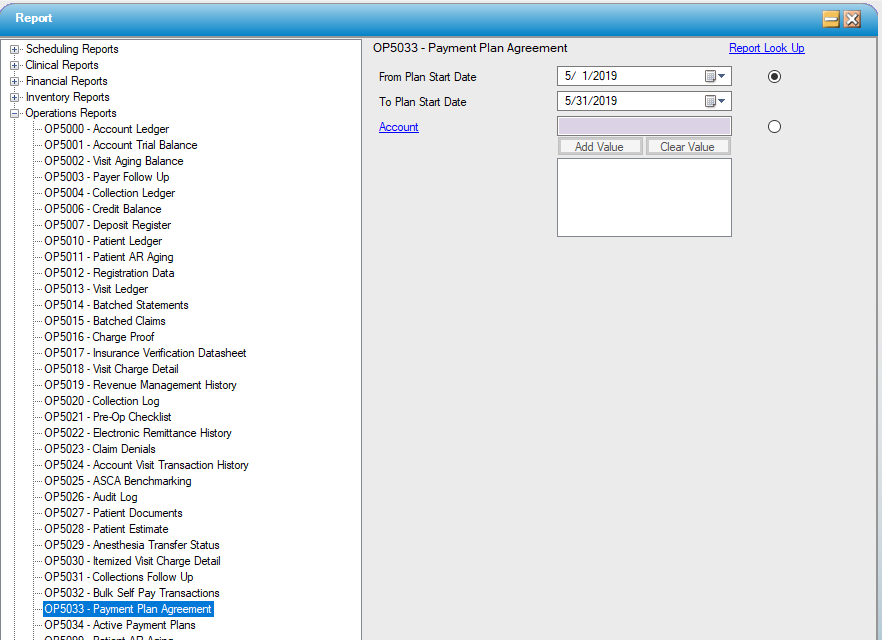 Report
Scheduling Reports
Clinical Reports
Financial Reports
Inventory Reports
Operations Reports
OP5000 - Account Ledger
OP5001 - Account Trial Balance
OP5002 - Visit Aging Balance
OP5003 - Payer Follow Up
OP5004 - Collection Ledger
OP5006 - Credit Balance
OP5007 - Deposit Register
OP5010 - Patient Ledger
OP5011 - Patient AR Aging
OP5012 - Registration Data
OP5013 - Visit Ledger
OP5014 - Batched Statements
OP5015 - Batched Claims
OP5016 - Charge Proof
OP5017 - Insurance Verification Datasheet
OP5018 - Visit Charge Detail
OP5019 - Revenue Management History
OP5020 - Collection Log
OP5021 - Pre-Op Checklist
OP5022 - Electronic Remittance History
OP5023 - Claim Denials
OP5024 - Account Visit Transaction History
OP5025 - ASCA Benchmarking
OP5026 - Audit Log
OP5027 - Patient Documents
OP5028 - Patient Estimate
OP5029 - Anesthesia Transfer Status
OP5030 - Itemized Visit Charge Detail
OP5031 - Collections Follow Up
OP5032 - Bulk Self Pay Transactions
OP5033 - Payment Plan Agreement
OP5034 - Active Payment Plans
OP5099 - Patient AR Aging
OP5033 - Payment Plan Agreement
Report Look Up
From Plan Start Date
5/ 1/2019
To Plan Start Date
5/31/2019
Account
Add Value
Clear Value